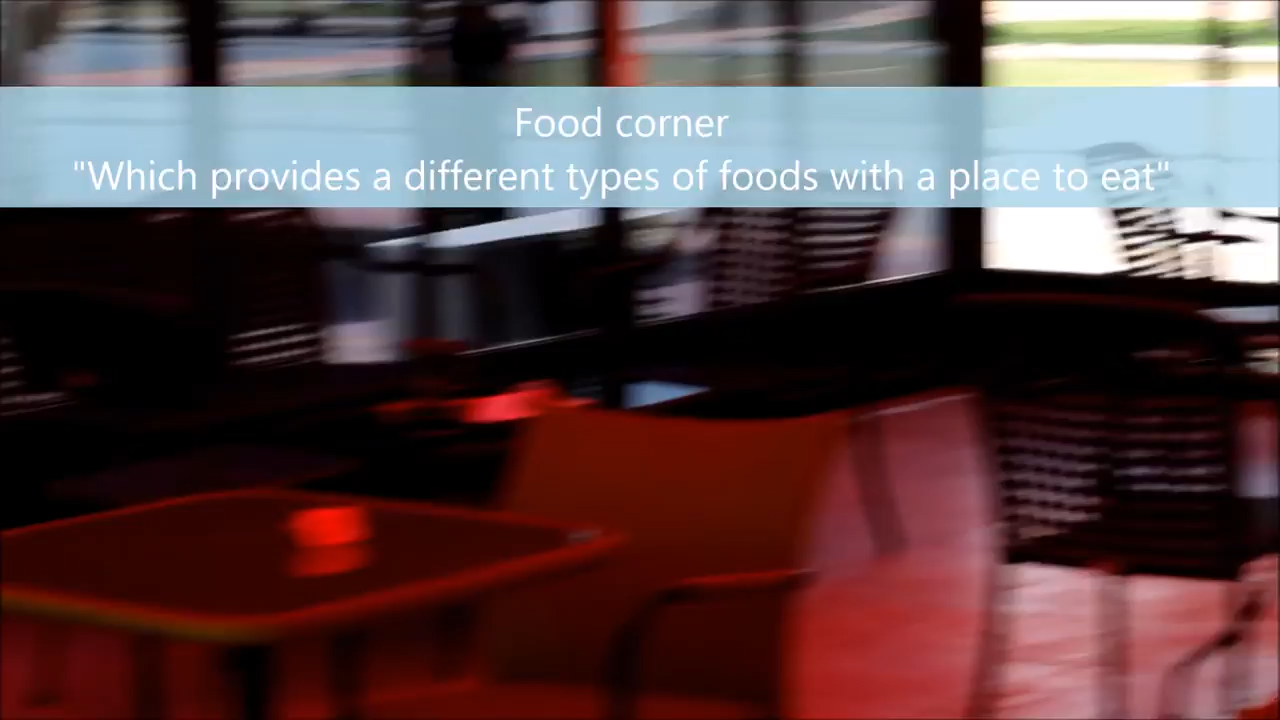 Food corner
"Which provides a different types of foods with a place to eat"